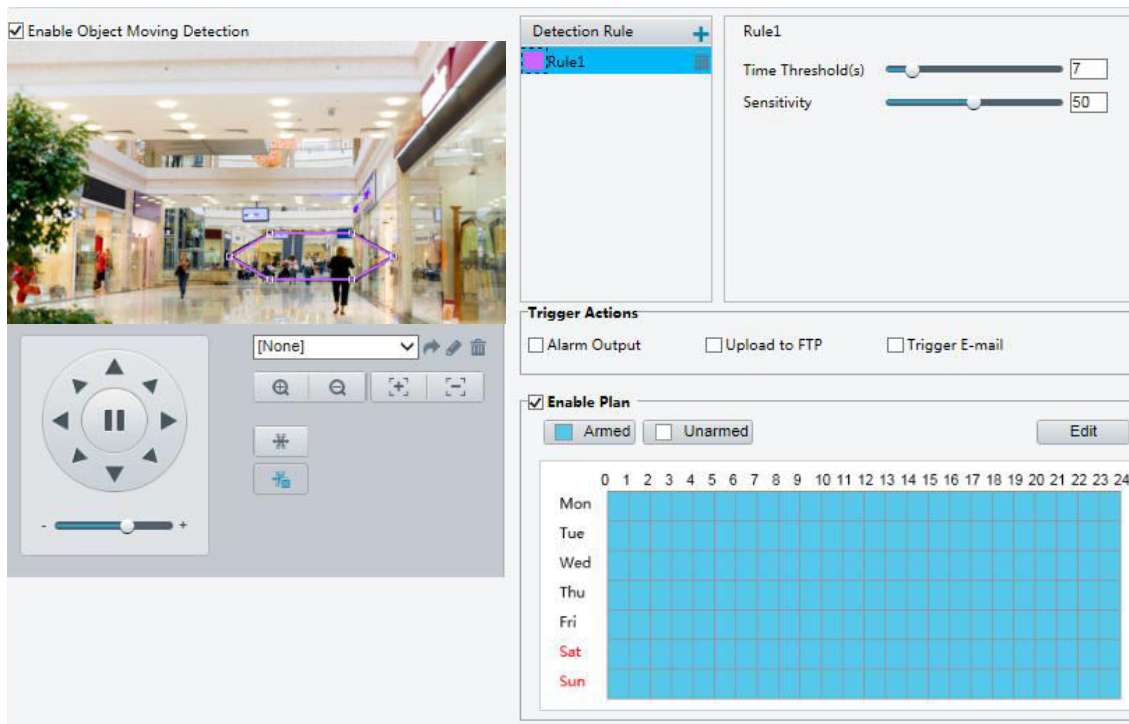 Enable Object Moving Detection
Detection Rule
Rule1
Rule1
Time Threshold(s) 7
Sensitivity 50
[None]
- +
Trigger Actions
Alarm Output Upload to FTP Trigger E-mail
Enable Plan
Armed Unarmed Edit
0 1 2 3 4 5 6 7 8 9 10 11 12 13 14 15 16 17 18 19 20 21 22 23 24
Mon
Tue
Wed
Thu
Fri
Sat
Sun